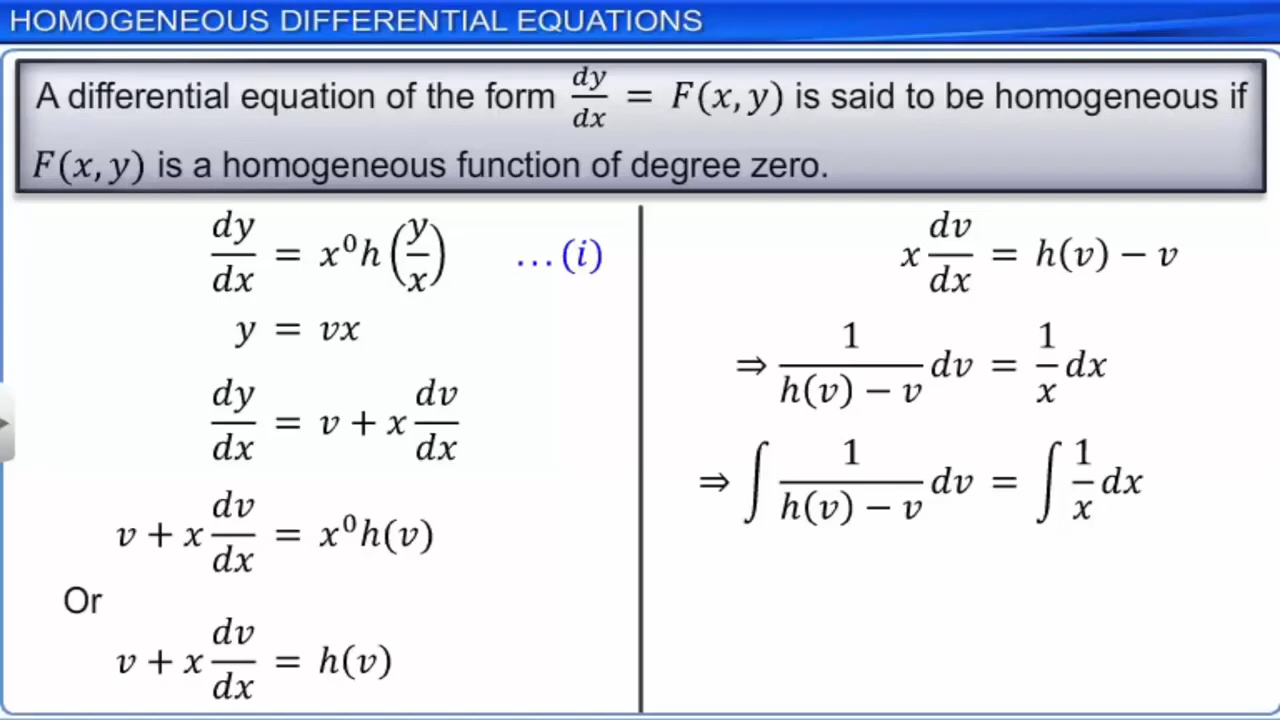 HOMOGENEOUS DIFFERENTIAL EQUATIONS
A differential equation of the form dy/dx = F(x, y) is said to be homogeneous if
F(x, y) is a homogeneous function of degree zero.
dy/dx = x⁰h(y/x) …(i)
y = vx
dy/dx = v + x dv/dx
v + x dv/dx = x⁰h(v)
Or
v + x dv/dx = h(v)
x dv/dx = h(v) − v
⇒ 1/(h(v) − v) dv = 1/x dx
⇒ ∫ 1/(h(v) − v) dv = ∫ 1/x dx